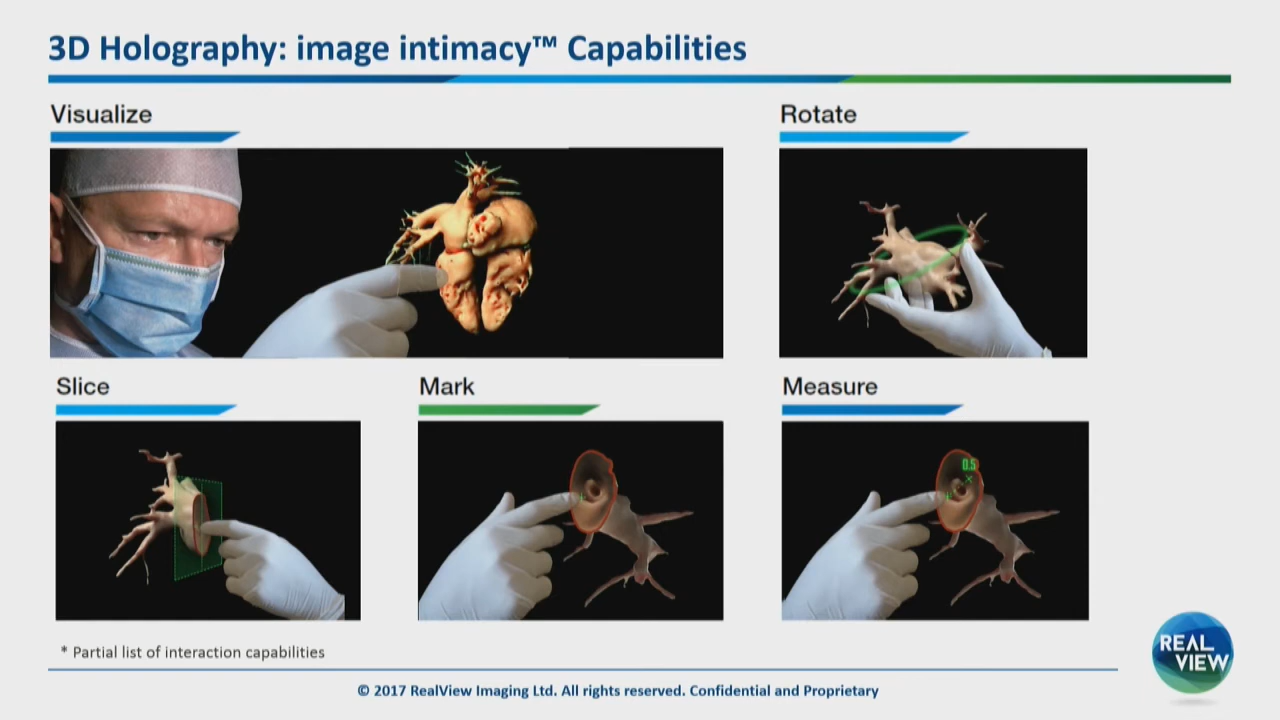 3D Holography: image intimacy™ Capabilities
Visualize
Rotate
Slice
Mark
Measure
0.5
* Partial list of interaction capabilities
© 2017 RealView Imaging Ltd. All rights reserved. Confidential and Proprietary
REAL
VIEW